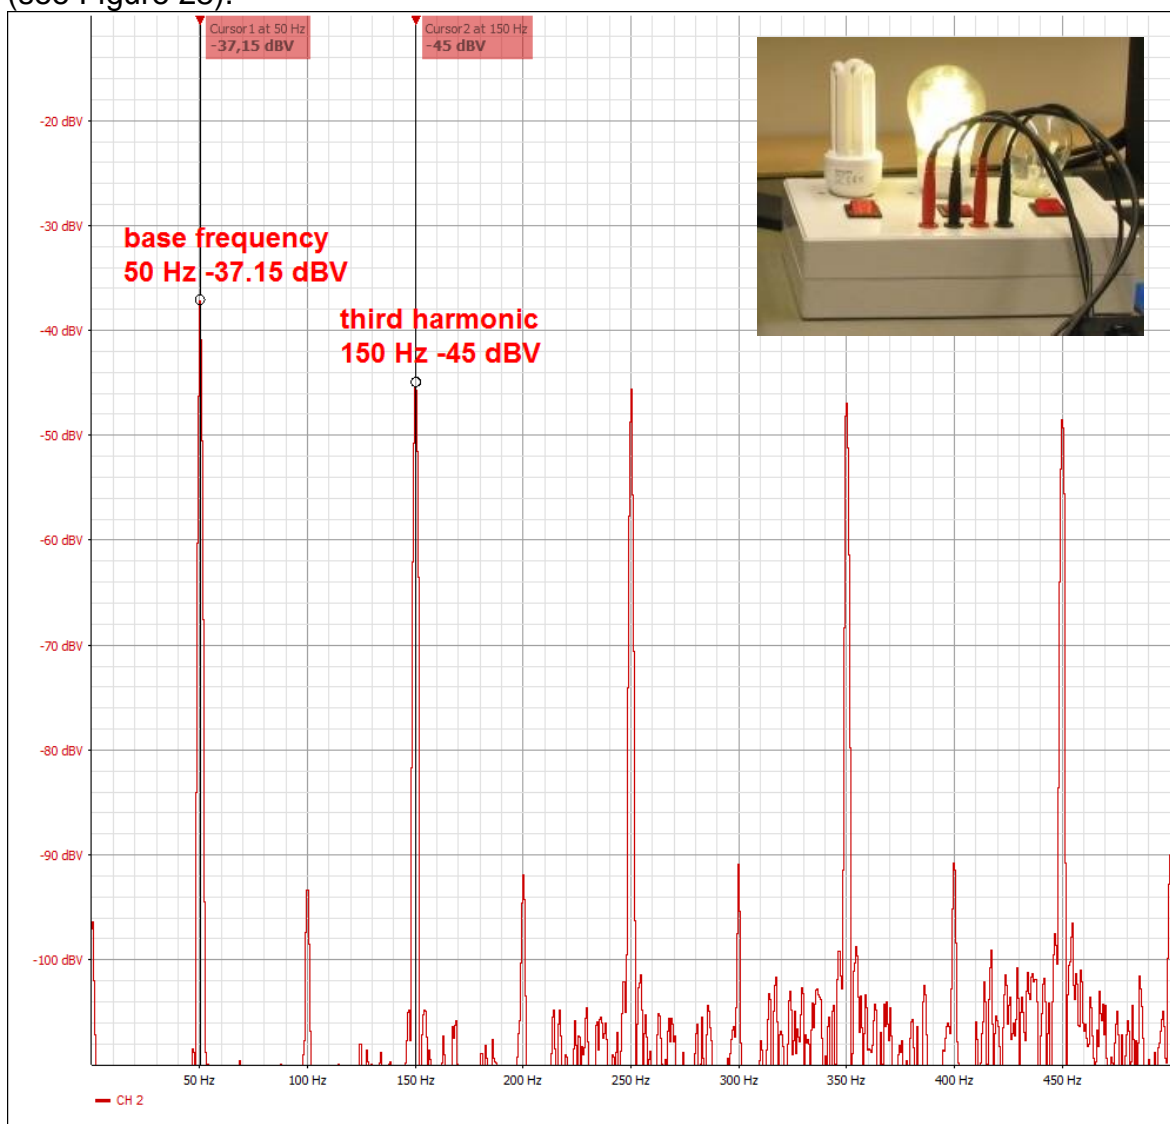 (see Figure 28).
Cursor1 at 50 Hz
-37,15 dBV
Cursor2 at 150 Hz
-45 dBV
-20 dBV
-30 dBV
base frequency
50 Hz -37.15 dBV
third harmonic
150 Hz -45 dBV
-40 dBV
-50 dBV
-60 dBV
-70 dBV
-80 dBV
-90 dBV
-100 dBV
50 Hz 100 Hz 150 Hz 200 Hz 250 Hz 300 Hz 350 Hz 400 Hz 450 Hz
CH 2